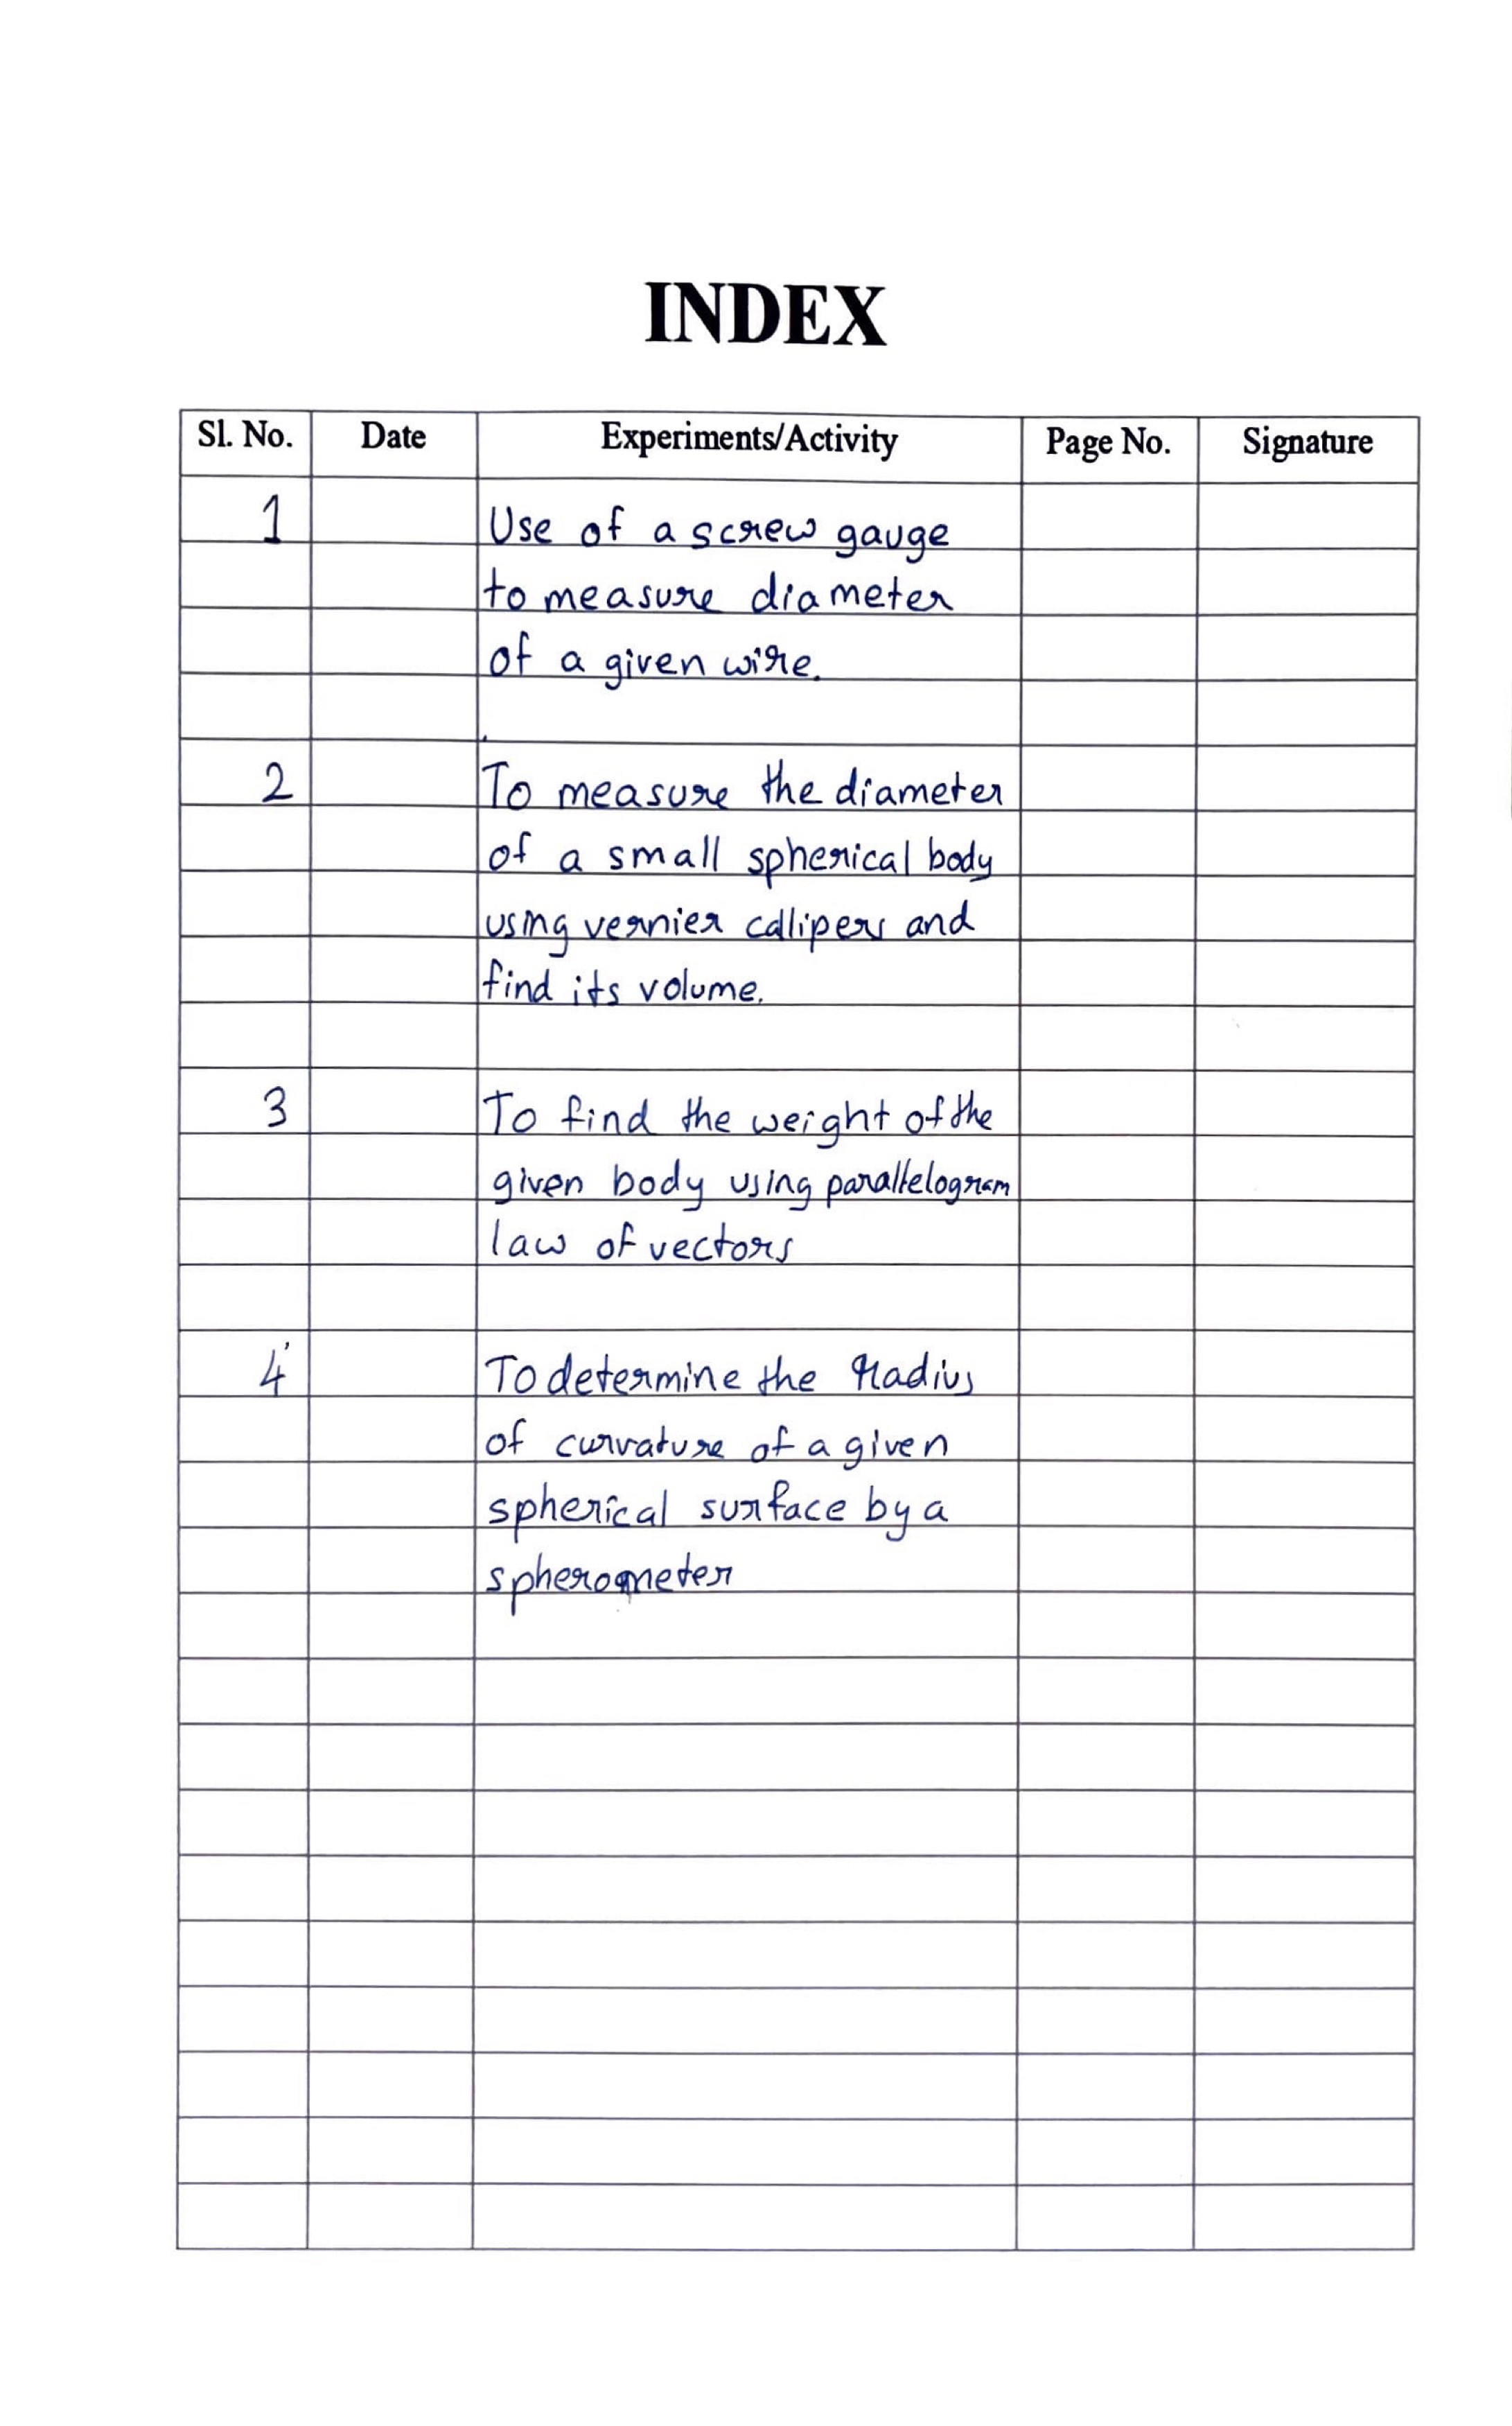 INDEX
Sl. No. Date Experiments/Activity Page No. Signature
1 Use of a screw gauge
to measure diameter
of a given wire.
2 To measure the diameter
of a small spherical body
using vernier callipers and
find its volume.
3 To find the weight of the
given body using parallelogram
law of vectors
4 To determine the radius
of curvature of a given
spherical surface by a
spherometer